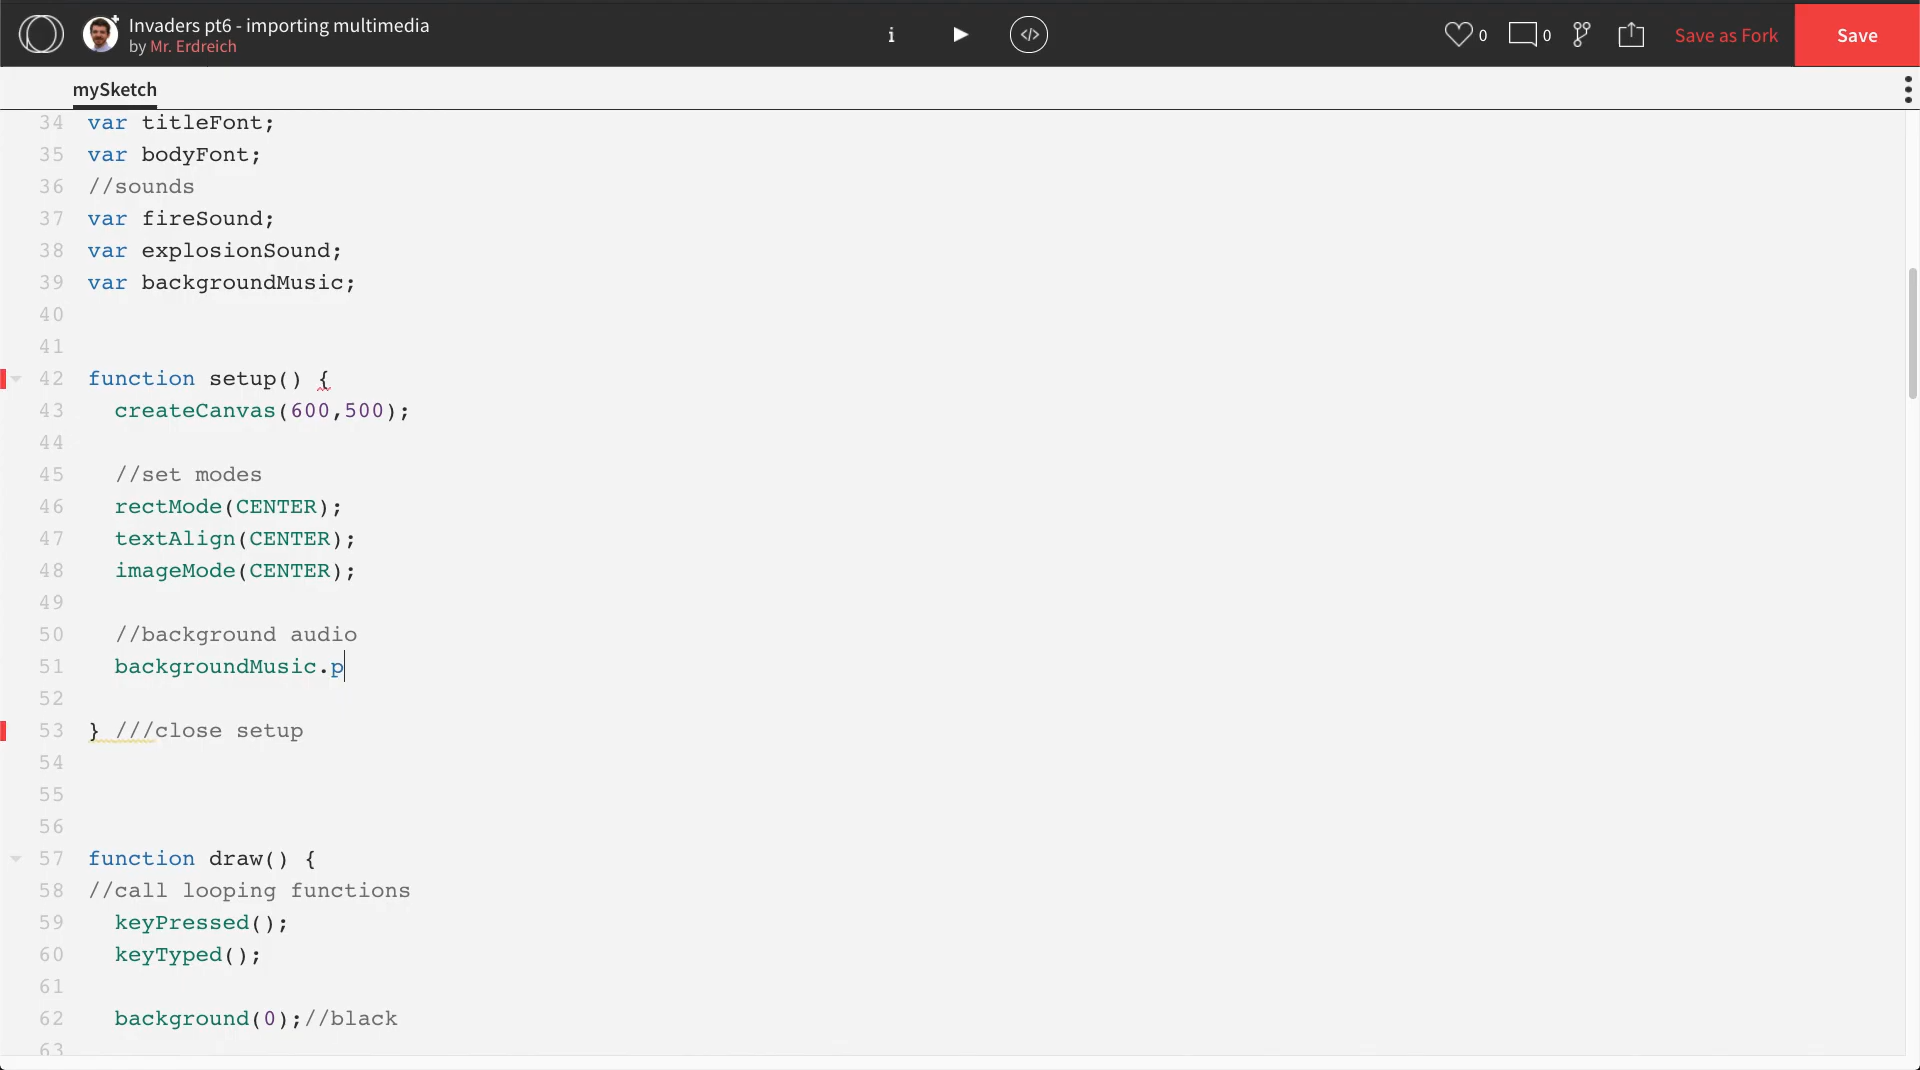 Invaders pt6 - importing multimedia
by Mr. Erdreich
i
</>
0
0
Save as Fork
Save
mySketch
34 var titleFont;
35 var bodyFont;
36 //sounds
37 var fireSound;
38 var explosionSound;
39 var backgroundMusic;
40
41
42 function setup() {
43 createCanvas(600,500);
44
45 //set modes
46 rectMode(CENTER);
47 textAlign(CENTER);
48 imageMode(CENTER);
49
50 //background audio
51 backgroundMusic.p
52
53 } ///close setup
54
55
56
57 function draw() {
58 //call looping functions
59 keyPressed();
60 keyTyped();
61
62 background(0);//black
63